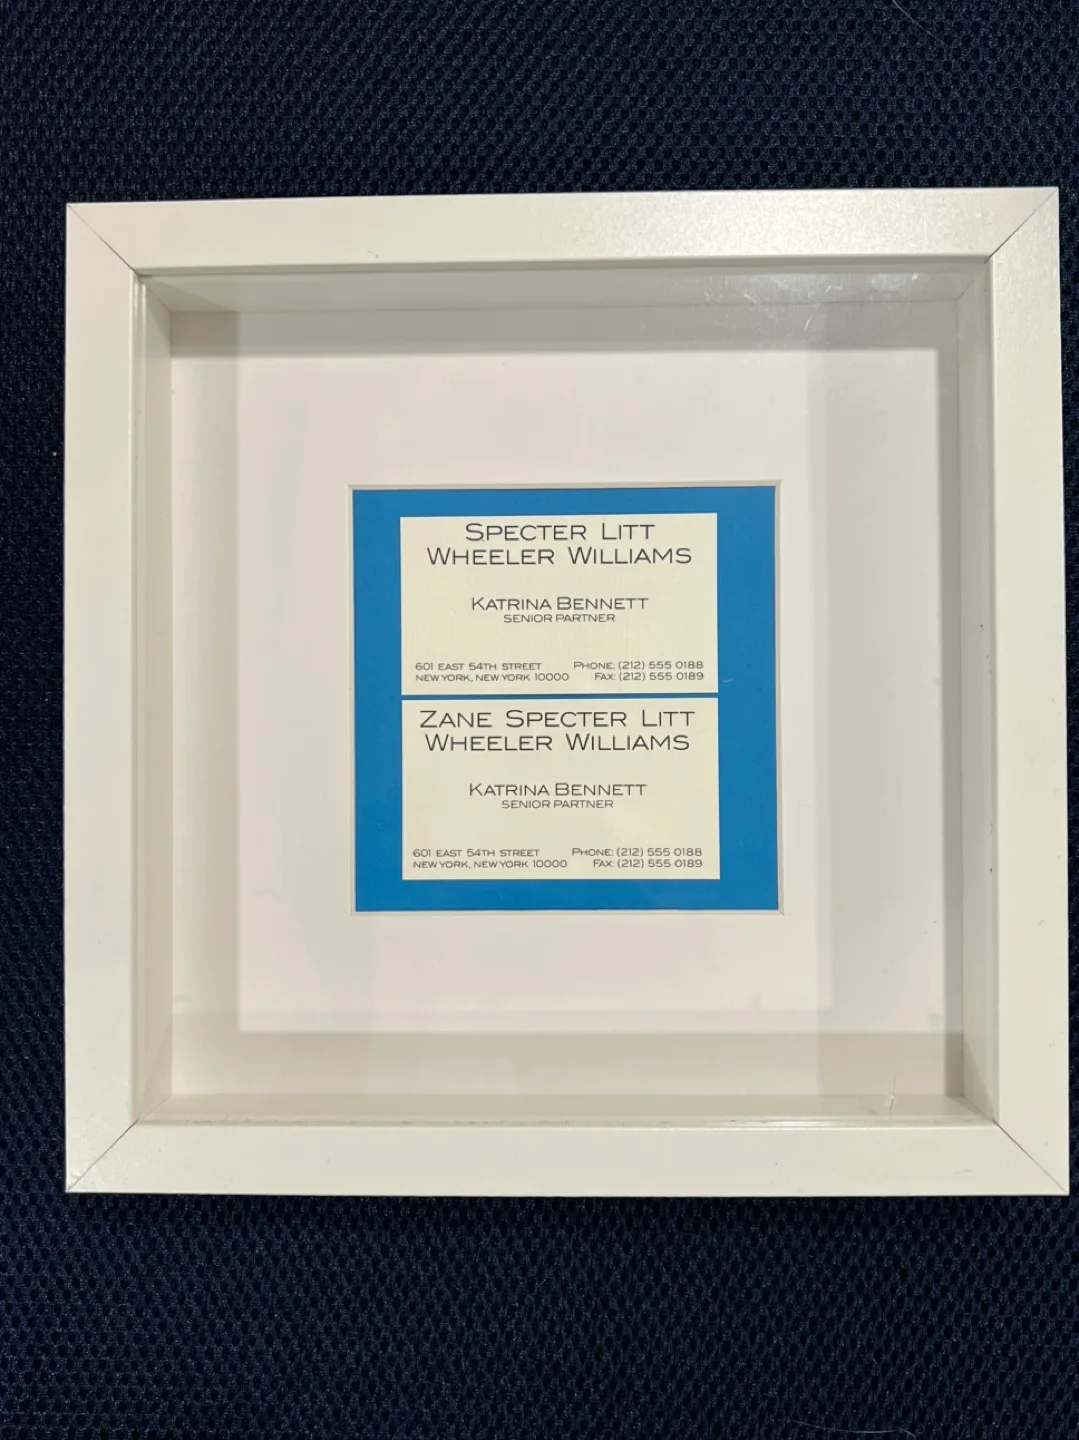 SPECTER LITT
WHEELER WILLIAMS
KATRINA BENNETT
SENIOR PARTNER
601 EAST 54TH STREET PHONE: (212) 555 0188
NEW YORK, NEW YORK 10000 FAX: (212) 555 0189
ZANE SPECTER LITT
WHEELER WILLIAMS
KATRINA BENNETT
SENIOR PARTNER
601 EAST 54TH STREET PHONE: (212) 555 0188
NEW YORK, NEW YORK 10000 FAX: (212) 555 0189